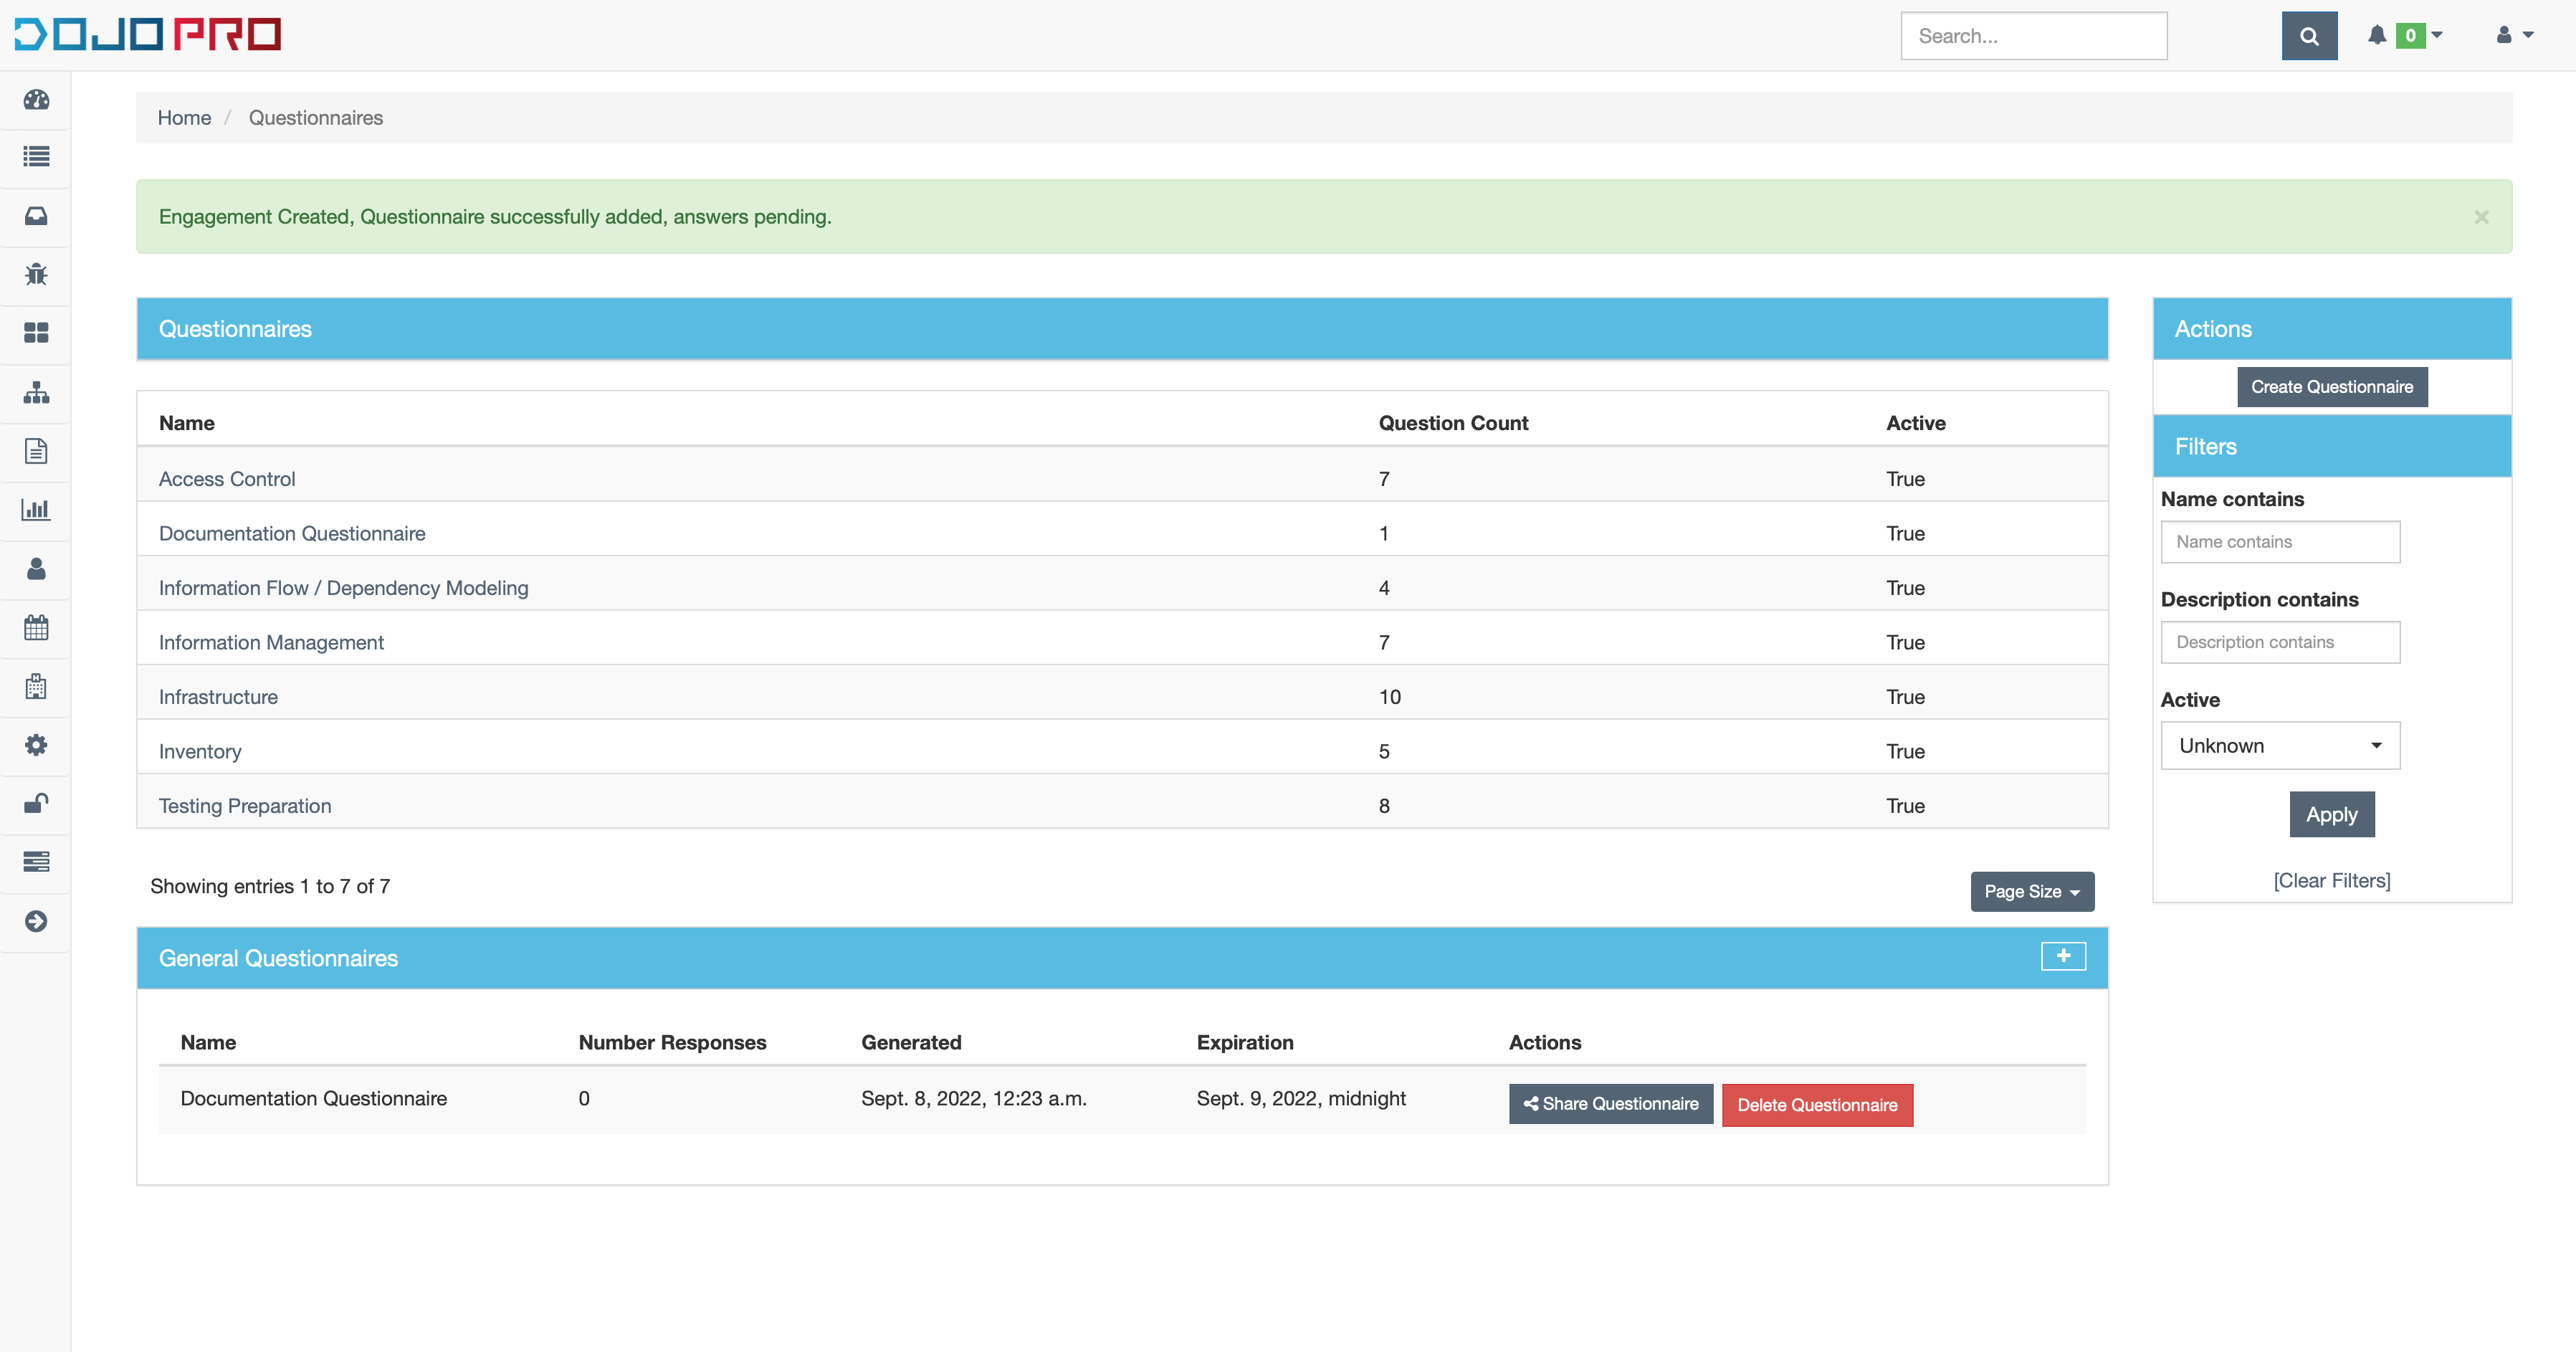 DOJO PRO
Search...
0
Home / Questionnaires
Engagement Created, Questionnaire successfully added, answers pending.
×
Questionnaires
Name Question Count Active
Access Control 7 True
Documentation Questionnaire 1 True
Information Flow / Dependency Modeling 4 True
Information Management 7 True
Infrastructure 10 True
Inventory 5 True
Testing Preparation 8 True
Showing entries 1 to 7 of 7
Page Size
General Questionnaires
Name Number Responses Generated Expiration Actions
Documentation Questionnaire 0 Sept. 8, 2022, 12:23 a.m. Sept. 9, 2022, midnight Share Questionnaire Delete Questionnaire
Actions
Create Questionnaire
Filters
Name contains
Name contains
Description contains
Description contains
Active
Unknown
Apply
[Clear Filters]